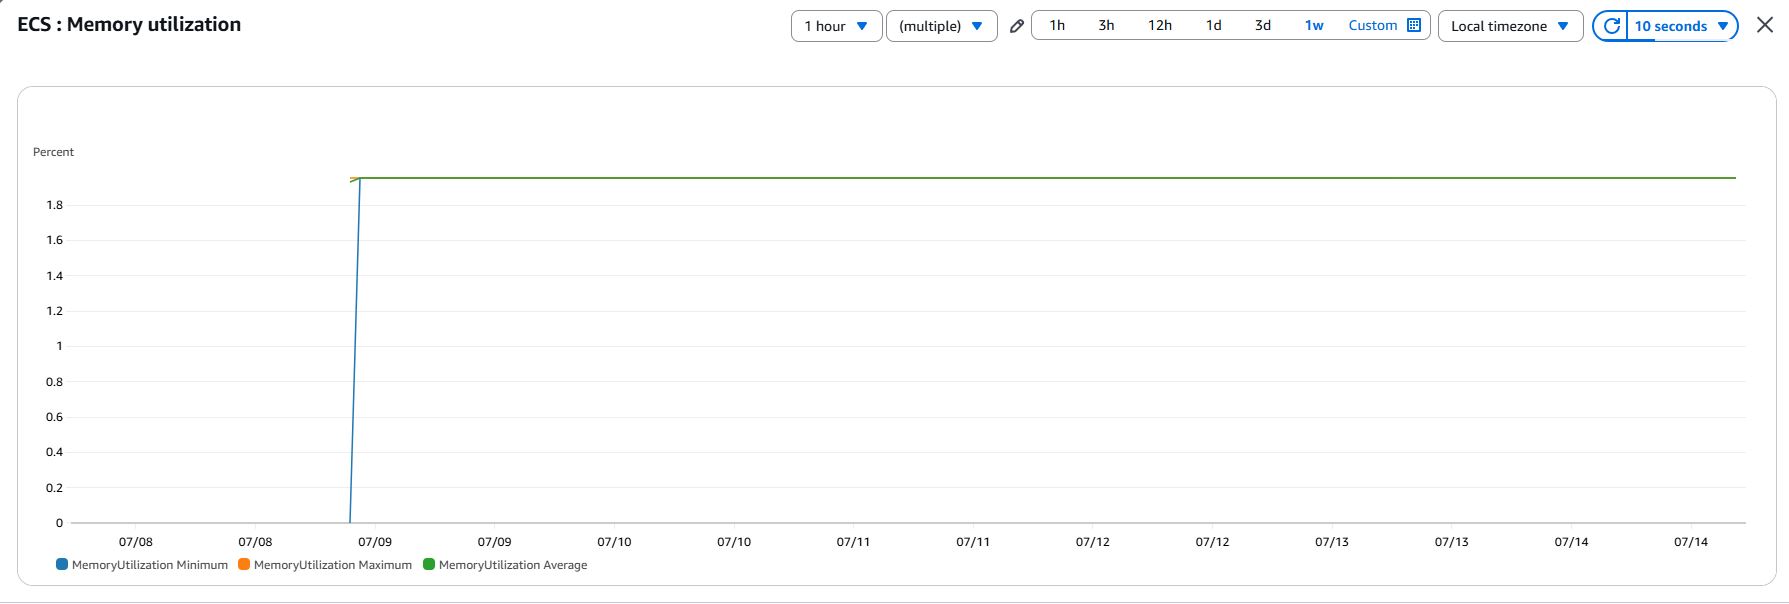 ECS : Memory utilization
1 hour (multiple) 1h 3h 12h 1d 3d 1w Custom Local timezone 10 seconds
Percent
1.8
1.6
1.4
1.2
1
0.8
0.6
0.4
0.2
0
07/08 07/08 07/09 07/09 07/10 07/10 07/11 07/11 07/12 07/12 07/13 07/13 07/14 07/14
MemoryUtilization Minimum MemoryUtilization Maximum MemoryUtilization Average